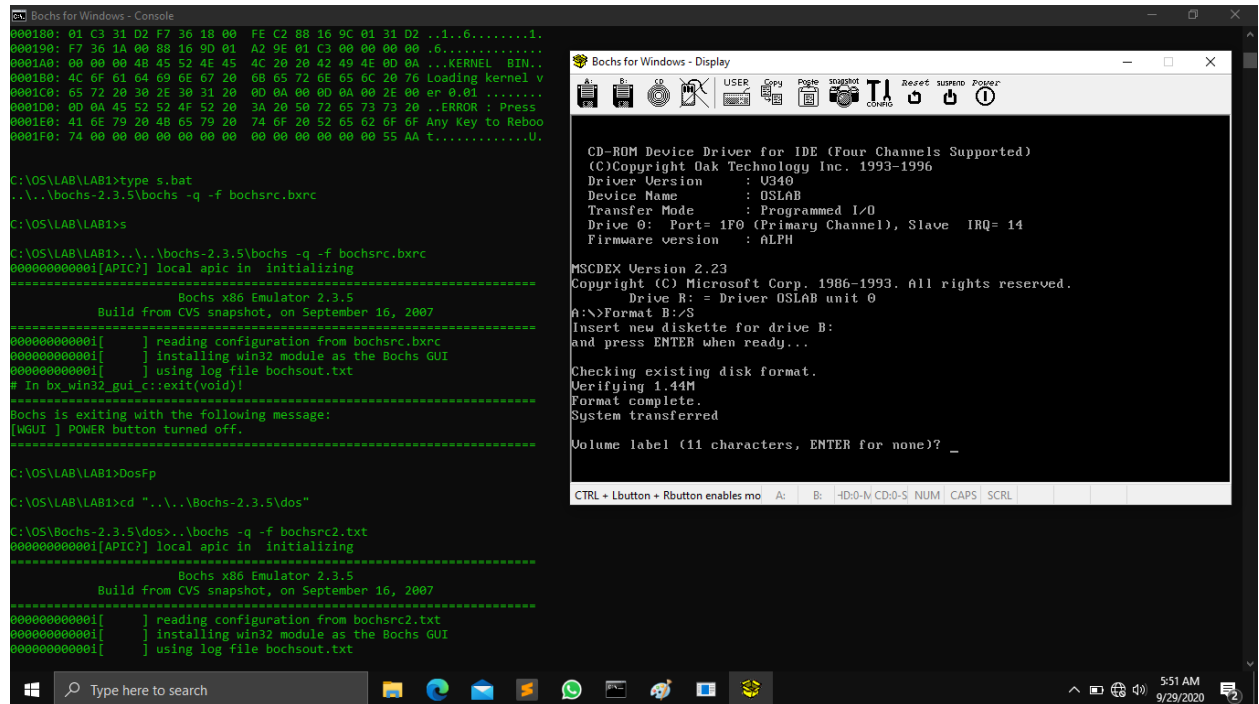 Bochs for Windows - Console
000180: 01 C3 31 D2 F7 36 18 00  FE C2 88 16 9C 01 31 D2 ..1..6........1.
000190: F7 36 1A 00 88 16 9D 01  A2 9E 01 C3 00 00 00 00 .6..............
0001A0: 00 00 00 4B 45 52 4E 45  4C 20 20 42 49 4E 0D 0A ...KERNEL  BIN..
0001B0: 4C 6F 61 64 69 6E 67 20  6B 65 72 6E 65 6C 20 76 Loading kernel v
0001C0: 65 72 20 30 2E 30 31 20  0D 0A 00 0D 0A 00 2E 00 er 0.01 ........
0001D0: 0D 0A 45 52 52 4F 52 20  3A 20 50 72 65 73 73 20 ..ERROR : Press
0001E0: 41 6E 79 20 4B 65 79 20  74 6F 20 52 65 62 6F 6F Any Key to Reboo
0001F0: 74 00 00 00 00 00 00 00  00 00 00 00 00 00 55 AA t.............U.
C:\OS\LAB\LAB1>type s.bat
..\..\bochs-2.3.5\bochs -q -f bochsrc.bxrc
C:\OS\LAB\LAB1>s
C:\OS\LAB\LAB1>..\..\bochs-2.3.5\bochs -q -f bochsrc.bxrc
00000000000i[APIC?] local apic in  initializing
========================================================================
Bochs x86 Emulator 2.3.5
Build from CVS snapshot, on September 16, 2007
========================================================================
00000000000i[     ] reading configuration from bochsrc.bxrc
00000000000i[     ] installing win32 module as the Bochs GUI
00000000000i[     ] using log file bochsout.txt
# In bx_win32_gui_c::exit(void)!
========================================================================
Bochs is exiting with the following message:
[WGUI ] POWER button turned off.
========================================================================
C:\OS\LAB\LAB1>DosFp
C:\OS\LAB\LAB1>cd "..\..\Bochs-2.3.5\dos"
C:\OS\Bochs-2.3.5\dos>..\bochs -q -f bochsrc2.txt
00000000000i[APIC?] local apic in  initializing
========================================================================
Bochs x86 Emulator 2.3.5
Build from CVS snapshot, on September 16, 2007
========================================================================
00000000000i[     ] reading configuration from bochsrc2.txt
00000000000i[     ] installing win32 module as the Bochs GUI
00000000000i[     ] using log file bochsout.txt
Bochs for Windows - Display
A: B: CD USER Copy Paste snapshot CONFIG Reset SUSPEND Power
CD-ROM Device Driver for IDE (Four Channels Supported)
(C)Copyright Oak Technology Inc. 1993-1996
Driver Version     : V340
Device Name        : OSLAB
Transfer Mode      : Programmed I/O
Drive 0:  Port= 1F0 (Primary Channel), Slave  IRQ= 14
Firmware version   : ALPH
MSCDEX Version 2.23
Copyright (C) Microsoft Corp. 1986-1993. All rights reserved.
Drive R: = Driver OSLAB unit 0
A:\>Format B:/S
Insert new diskette for drive B:
and press ENTER when ready...
Checking existing disk format.
Verifying 1.44M
Format complete.
System transferred
Volume label (11 characters, ENTER for none)? _
CTRL + Lbutton + Rbutton enables mo A: B: HD:0-M CD:0-S NUM CAPS SCRL
Type here to search
5:51 AM
9/29/2020
2